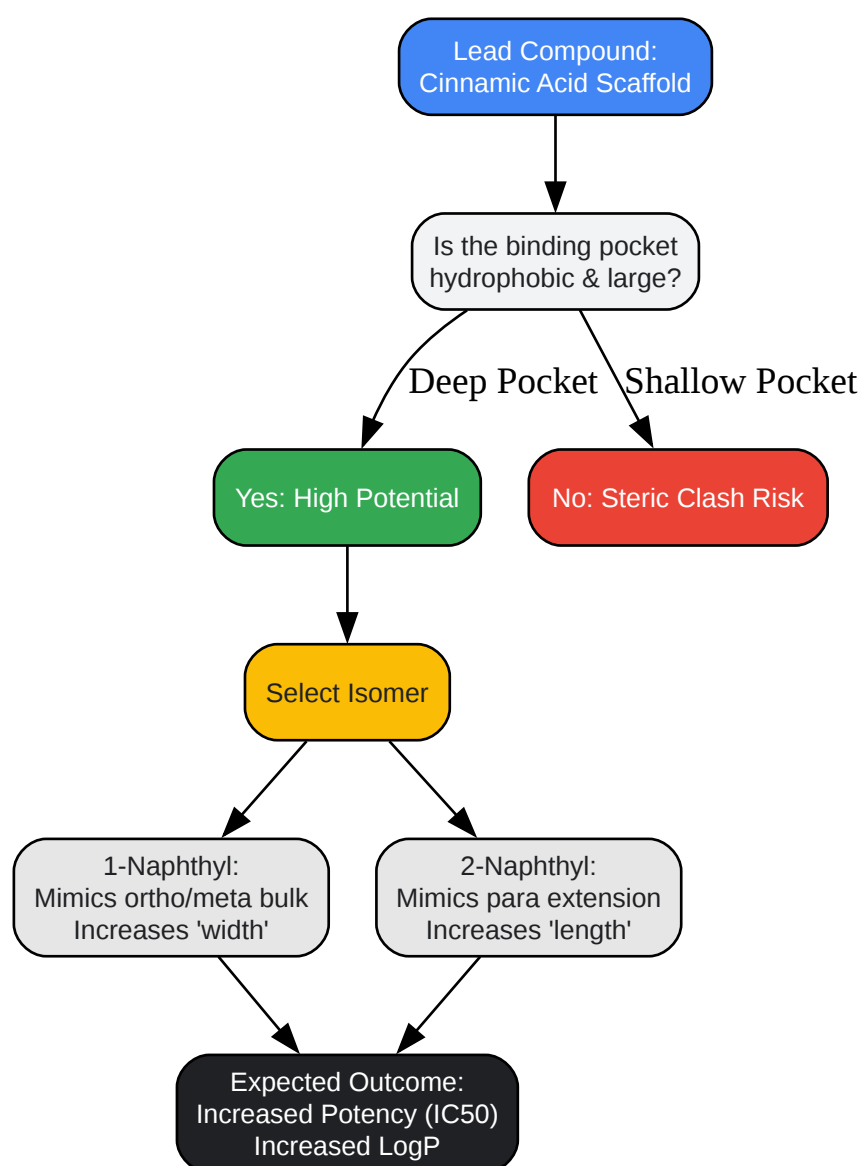 Lead Compound:
Cinnamic Acid Scaffold
Is the binding pocket
hydrophobic & large?
Deep Pocket
Shallow Pocket
Yes: High Potential
No: Steric Clash Risk
Select Isomer
1-Naphthyl:
Mimics ortho/meta bulk
Increases 'width'
2-Naphthyl:
Mimics para extension
Increases 'length'
Expected Outcome:
Increased Potency (IC50)
Increased LogP